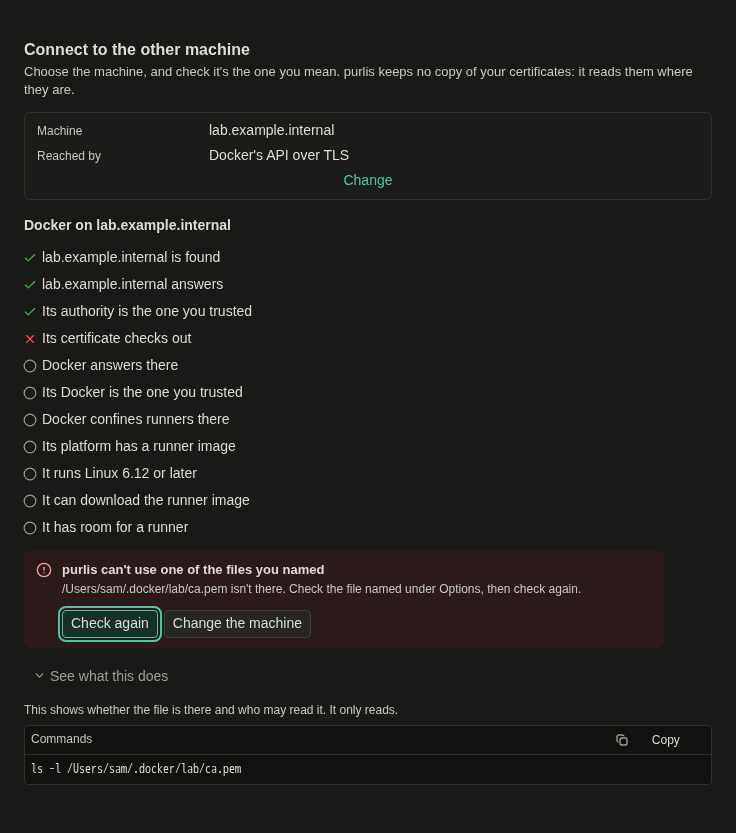 Connect to the other machine
Choose the machine, and check it's the one you mean. purlis keeps no copy of your certificates: it reads them where
they are.
Machine lab.example.internal
Reached by Docker's API over TLS
Change
Docker on lab.example.internal
lab.example.internal is found
lab.example.internal answers
Its authority is the one you trusted
Its certificate checks out
Docker answers there
Its Docker is the one you trusted
Docker confines runners there
Its platform has a runner image
It runs Linux 6.12 or later
It can download the runner image
It has room for a runner
purlis can't use one of the files you named
/Users/sam/.docker/lab/ca.pem isn't there. Check the file named under Options, then check again.
Check again Change the machine
See what this does
This shows whether the file is there and who may read it. It only reads.
Commands Copy
ls -l /Users/sam/.docker/lab/ca.pem